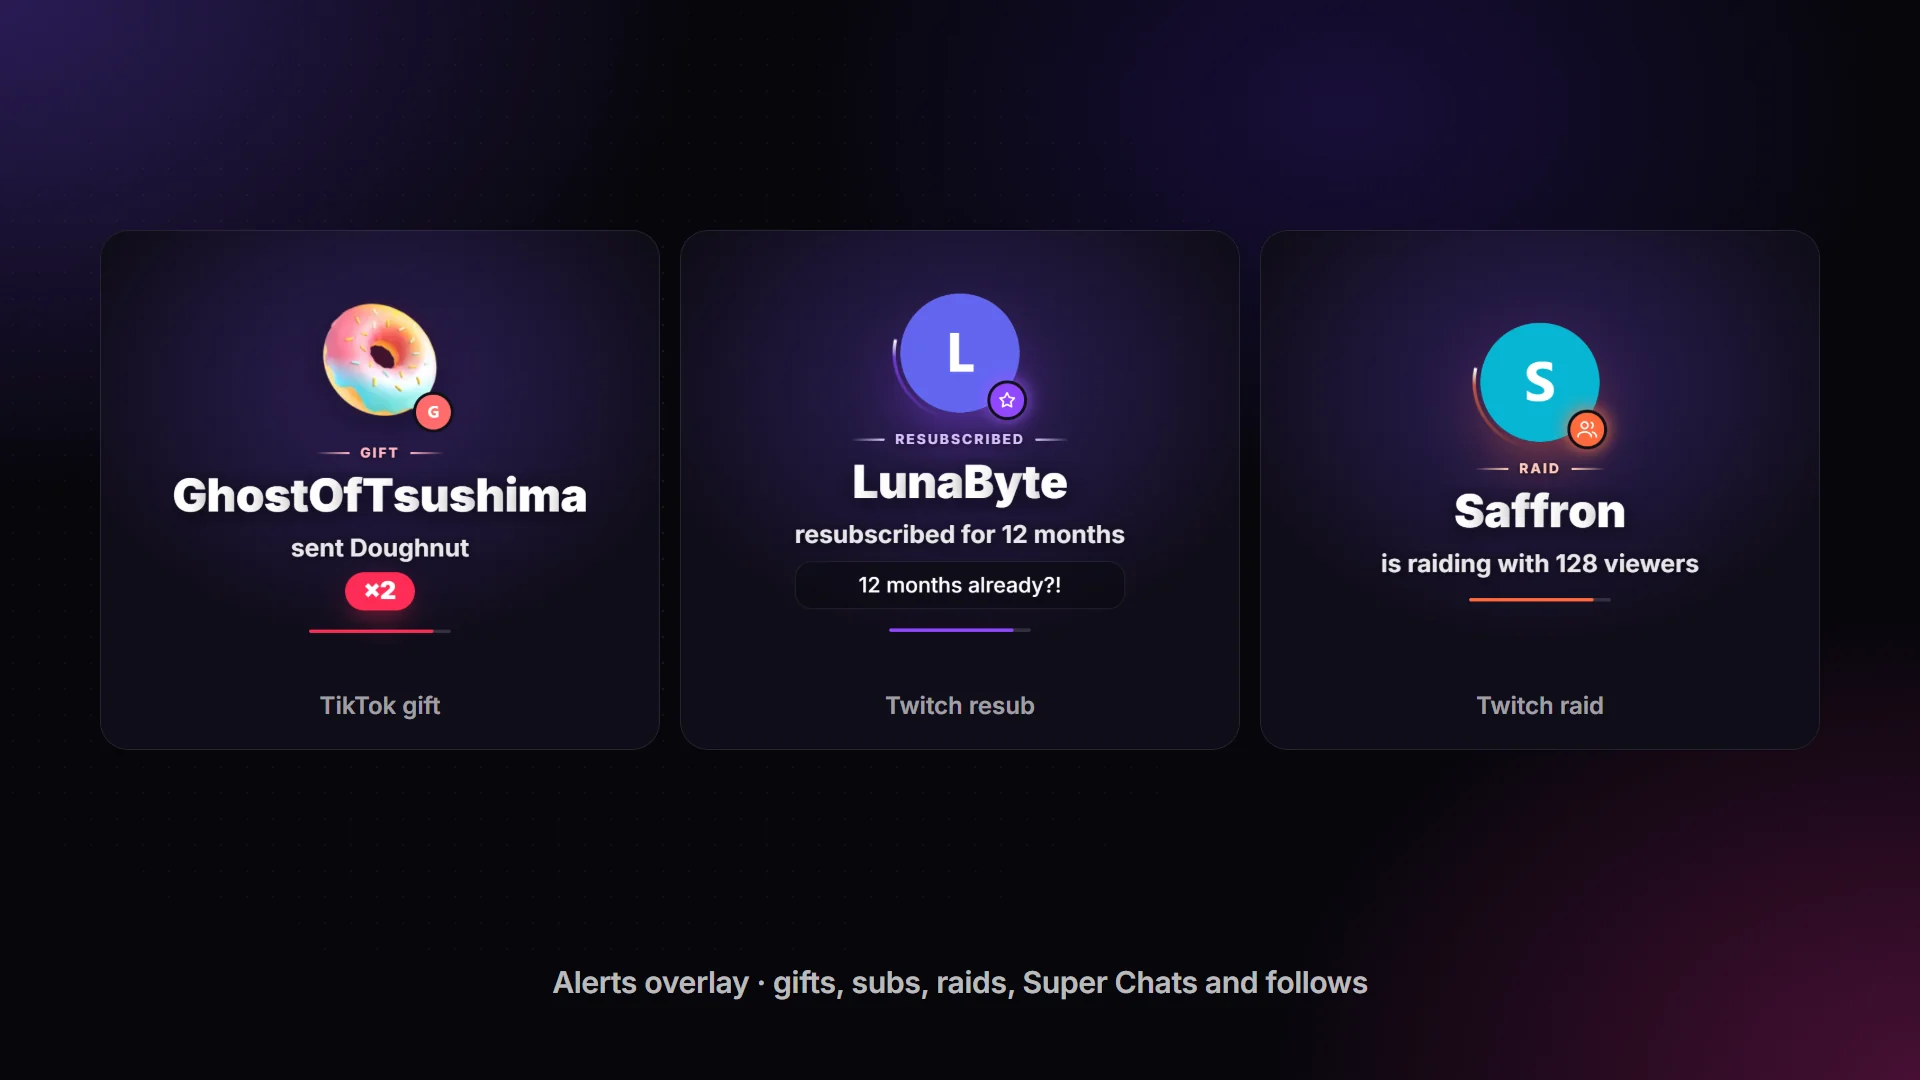 G
GIFT
GhostOfTsushima
sent Doughnut
×2
TikTok gift
L
RESUBSCRIBED
LunaByte
resubscribed for 12 months
12 months already?!
Twitch resub
S
RAID
Saffron
is raiding with 128 viewers
Twitch raid
Alerts overlay · gifts, subs, raids, Super Chats and follows